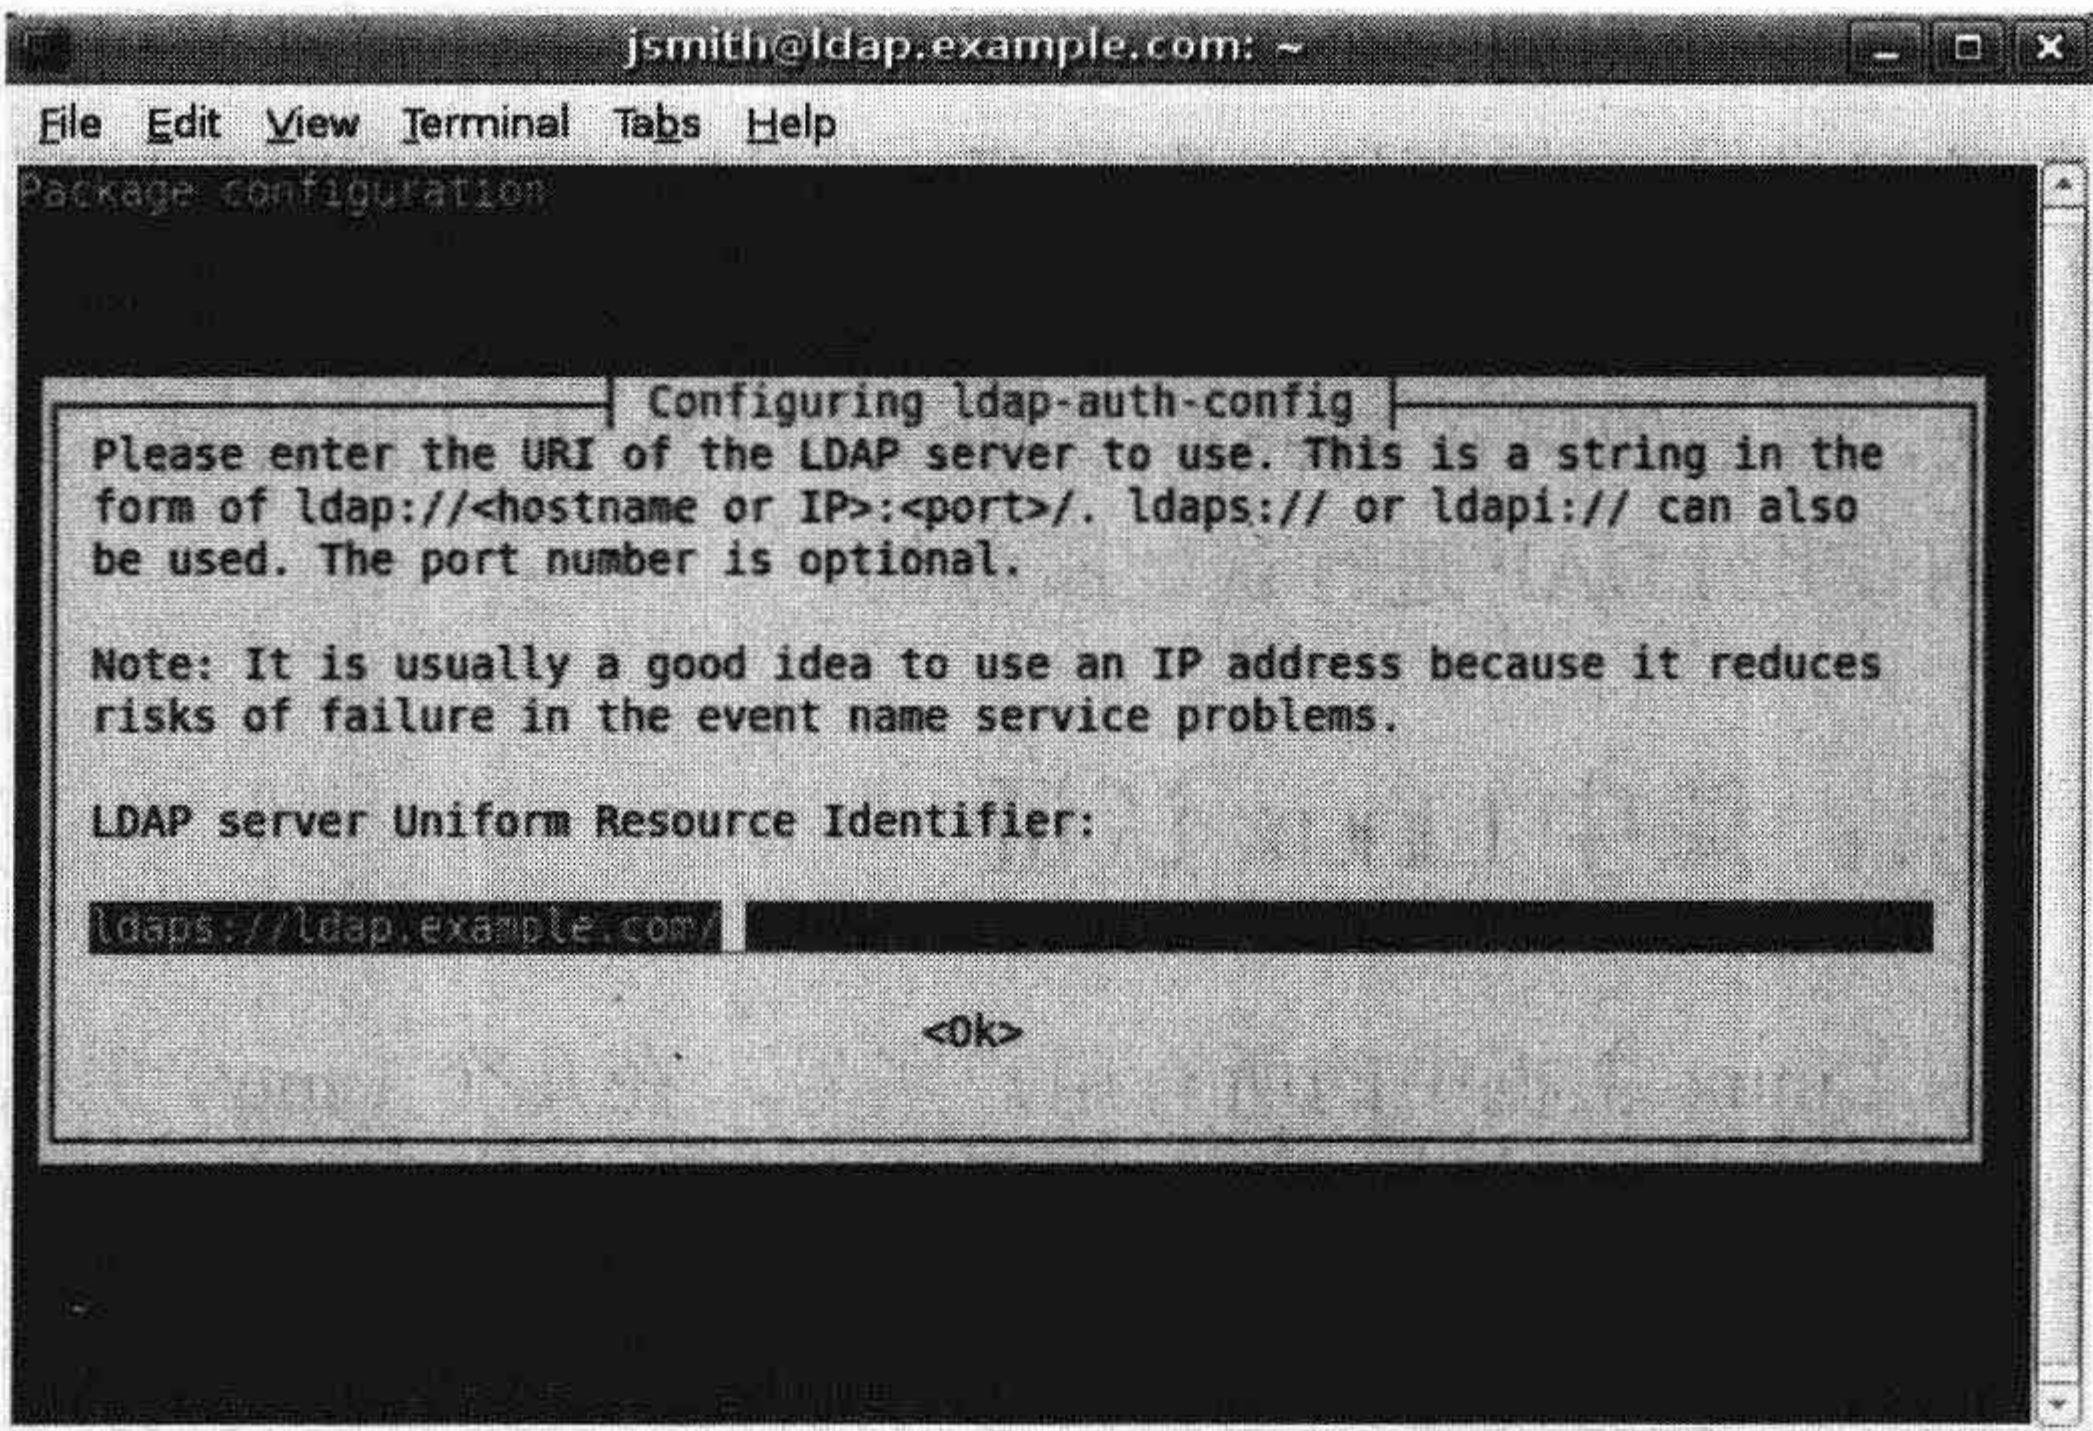 jsmith@ldap.example.com: ~
File Edit View Terminal Tabs Help
Package configuration
Configuring ldap-auth-config
Please enter the URI of the LDAP server to use. This is a string in the
form of ldap://<hostname or IP>:<port>/. ldaps:// or ldapi:// can also
be used. The port number is optional.
Note: It is usually a good idea to use an IP address because it reduces
risks of failure in the event name service problems.
LDAP server Uniform Resource Identifier:
ldaps://ldap.example.com/
<Ok>